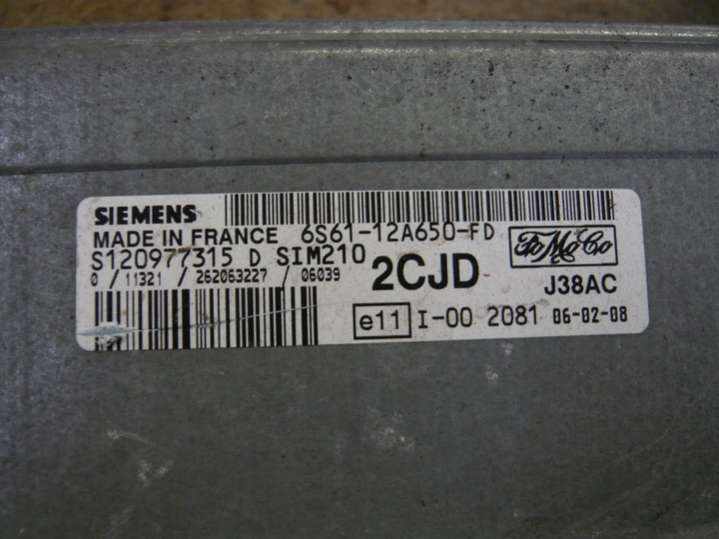 SIEMENS
MADE IN FRANCE 6S61-12A650-FD
S120977315 D SIM210
0 / 11321 / 262063227 / 06039
2CJD
FoMoCo
J38AC
e11 I-00 2081 06-02-08